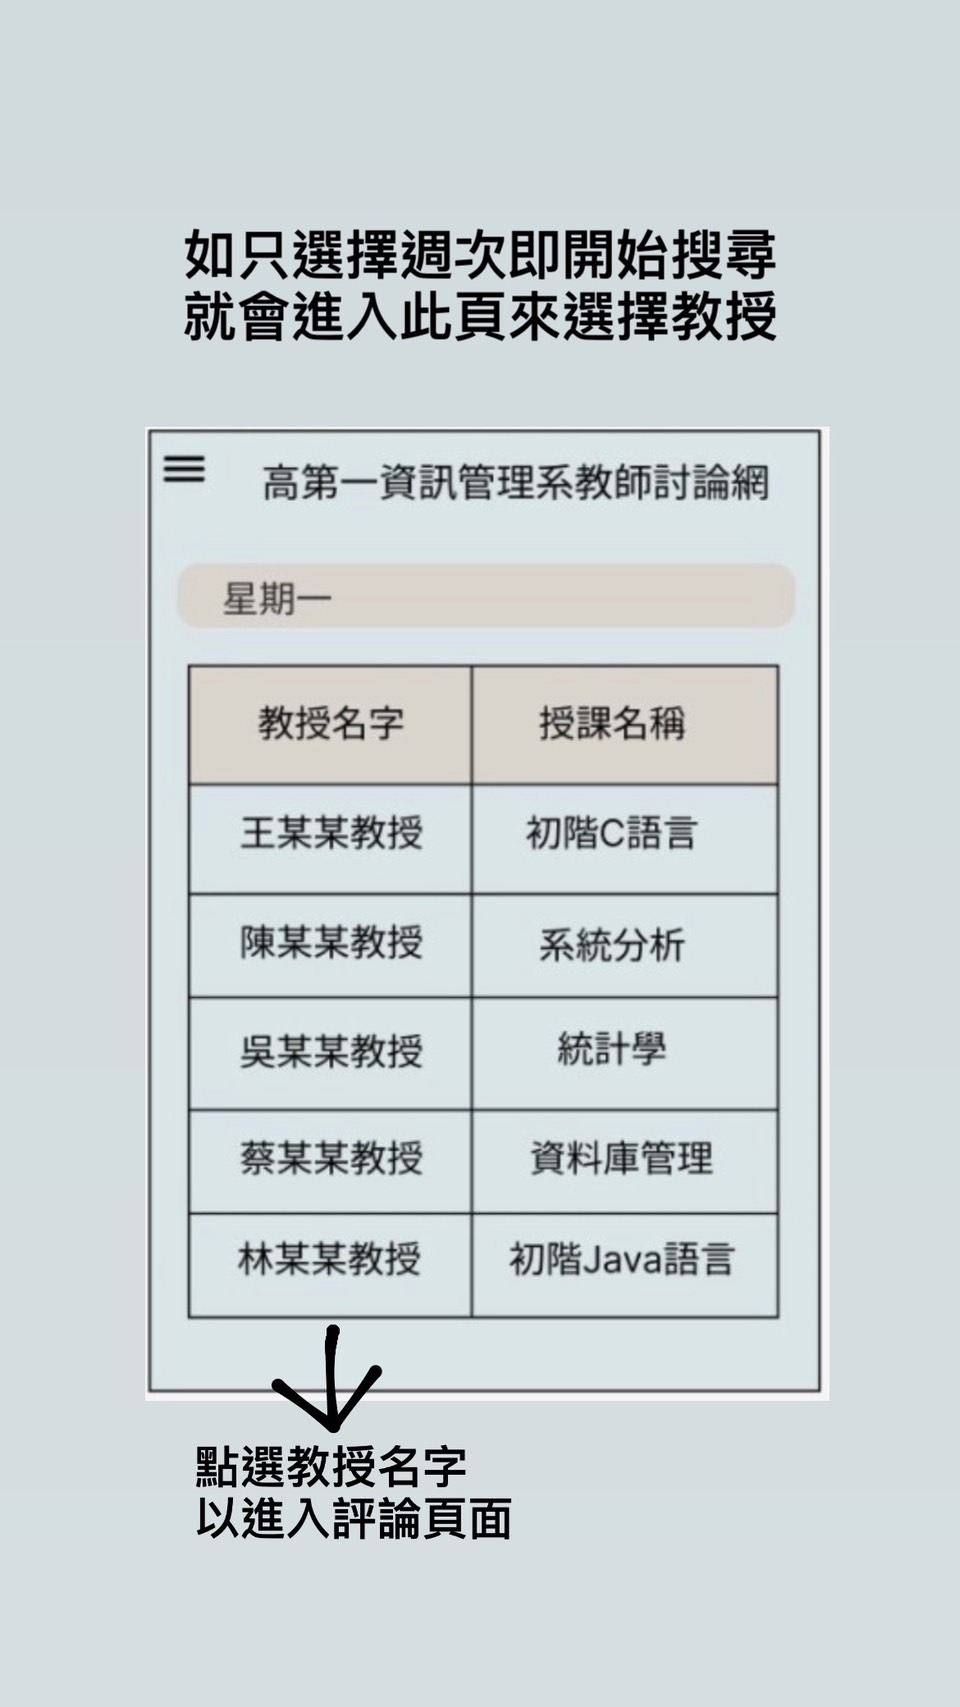 如只選擇週次即開始搜尋
就會進入此頁來選擇教授
高第一資訊管理系教師討論網
星期一
教授名字 授課名稱
王某某教授 初階C語言
陳某某教授 系統分析
吳某某教授 統計學
蔡某某教授 資料庫管理
林某某教授 初階Java語言
點選教授名字
以進入評論頁面